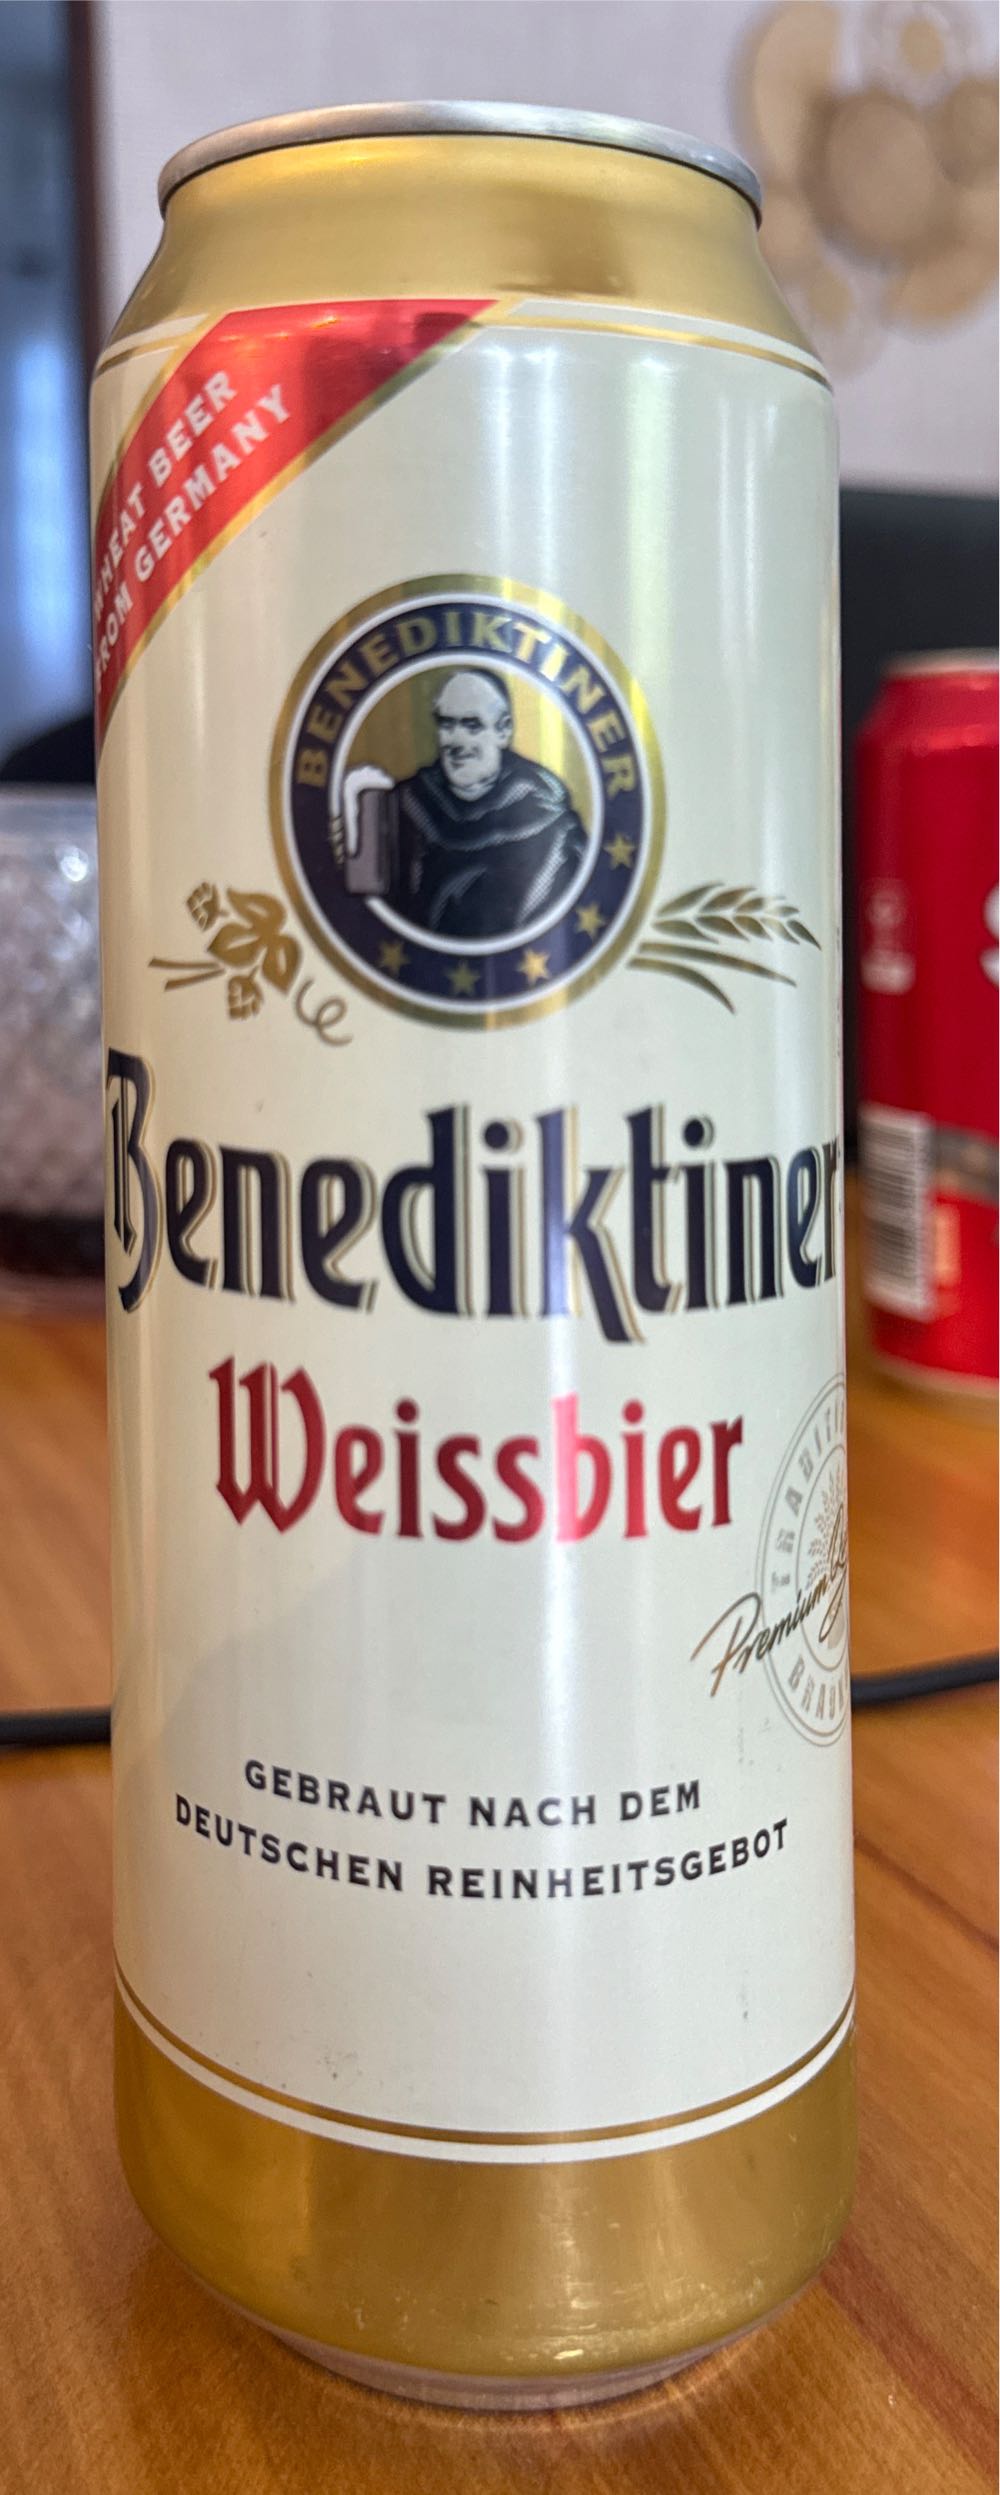 WHEAT BEER
FROM GERMANY
BENEDIKTINER
Benediktiner
Weissbier
Premium
GEBRAUT NACH DEM
DEUTSCHEN REINHEITSGEBOT